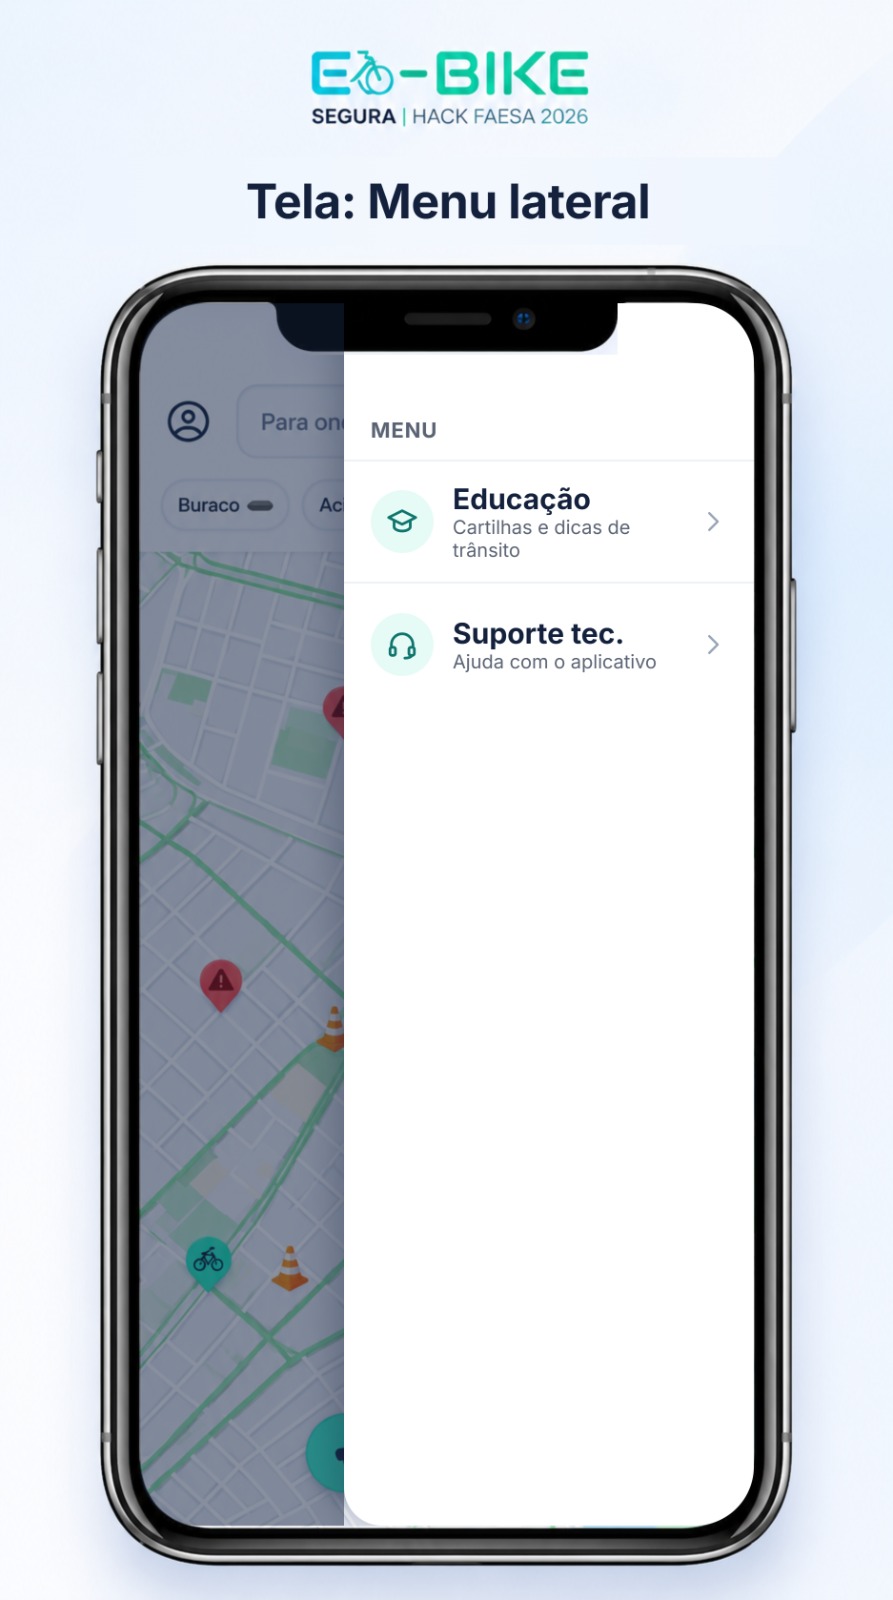 E-BIKE
SEGURA | HACK FAESA 2026
Tela: Menu lateral
Para on
Buraco
Aci
MENU
Educação
Cartilhas e dicas de
trânsito
Suporte tec.
Ajuda com o aplicativo